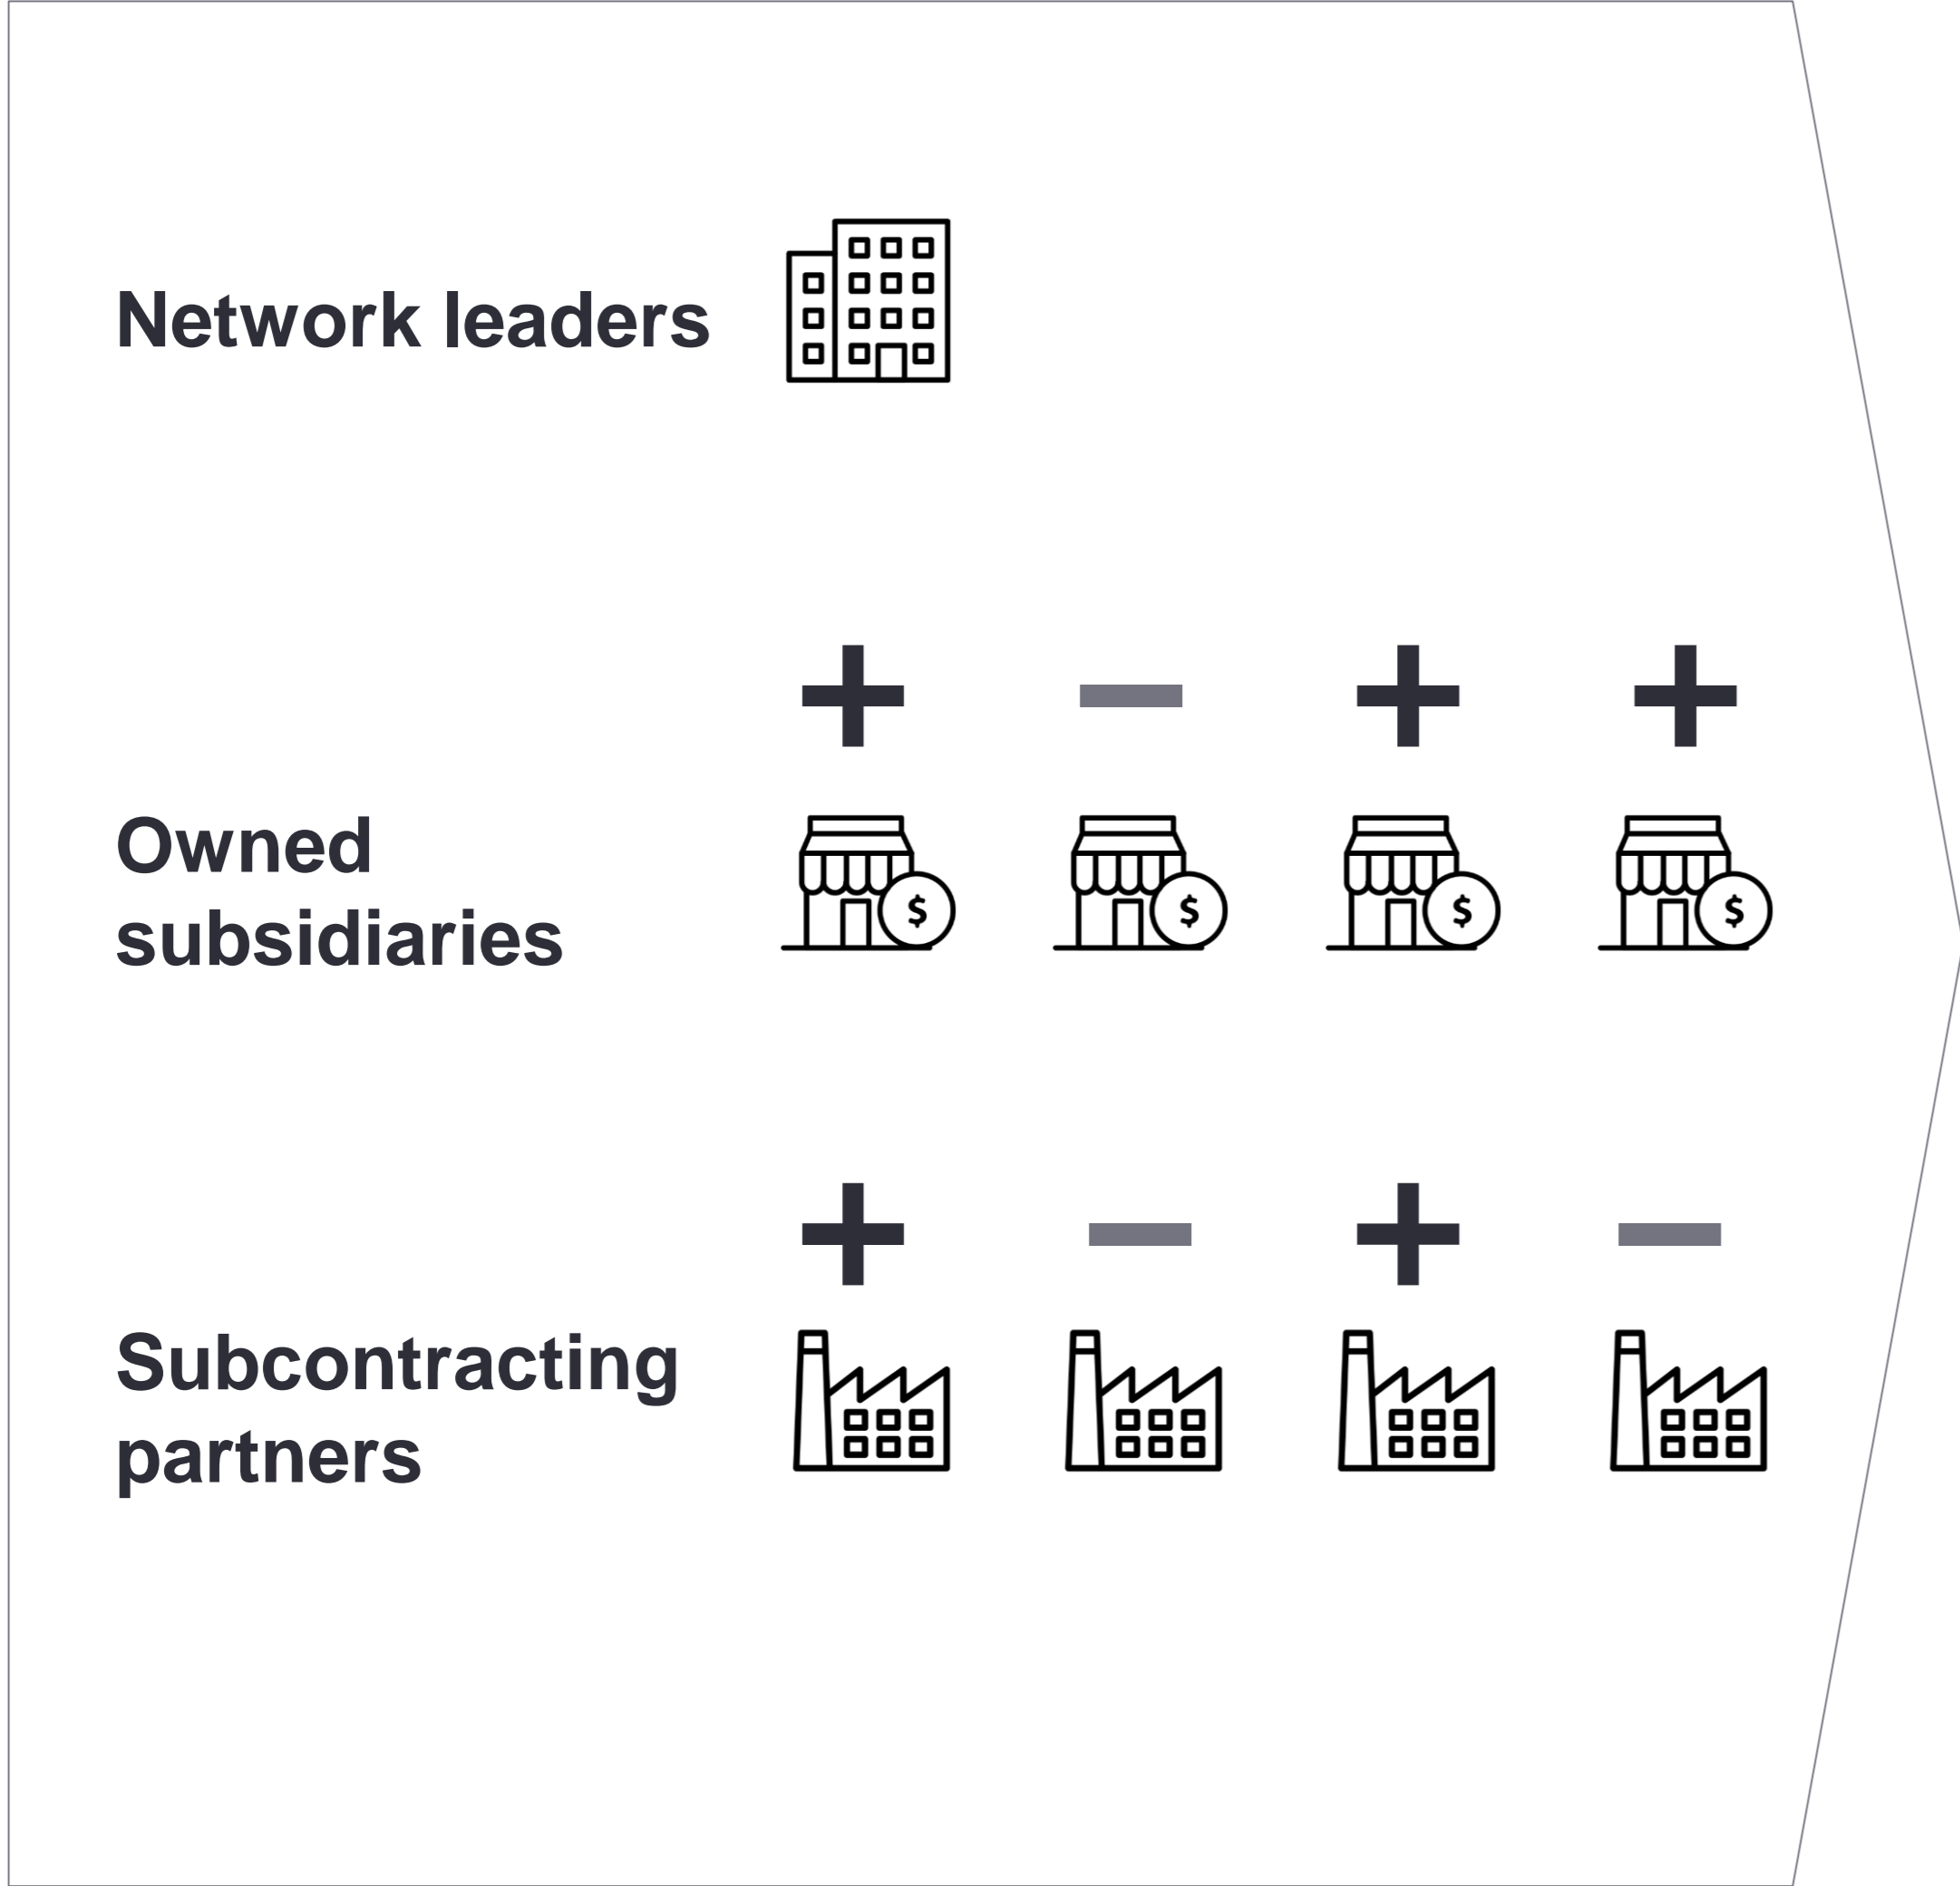 Network leaders
+ – + +
Owned
subsidiaries
$ $ $ $
+ – + –
Subcontracting
partners